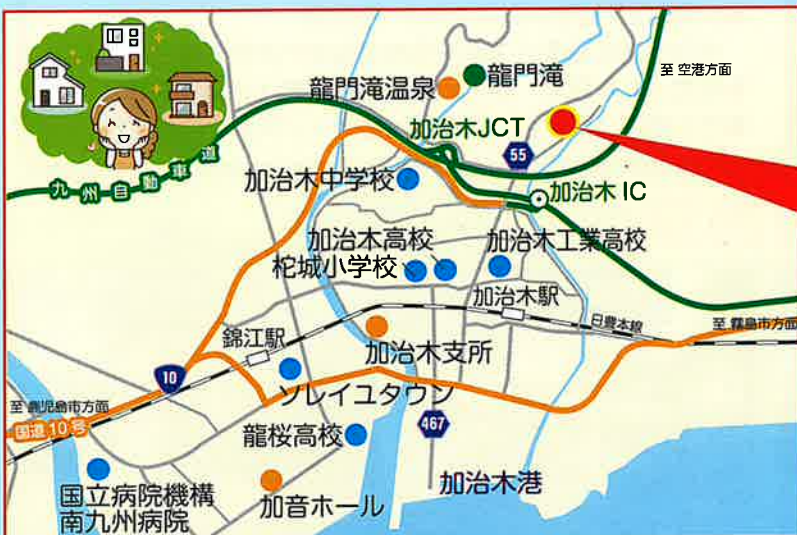 至 空港方面
龍門滝
龍門滝温泉
加治木JCT
55
九州自動車道
加治木中学校
加治木IC
加治木高校
加治木工業高校
柁城小学校
加治木駅
日豊本線
至 霧島市方面
錦江駅
加治木支所
10
ソレイユタウン
至 鹿児島市方面
国道10号
467
龍桜高校
加治木港
国立病院機構
南九州病院
加音ホール